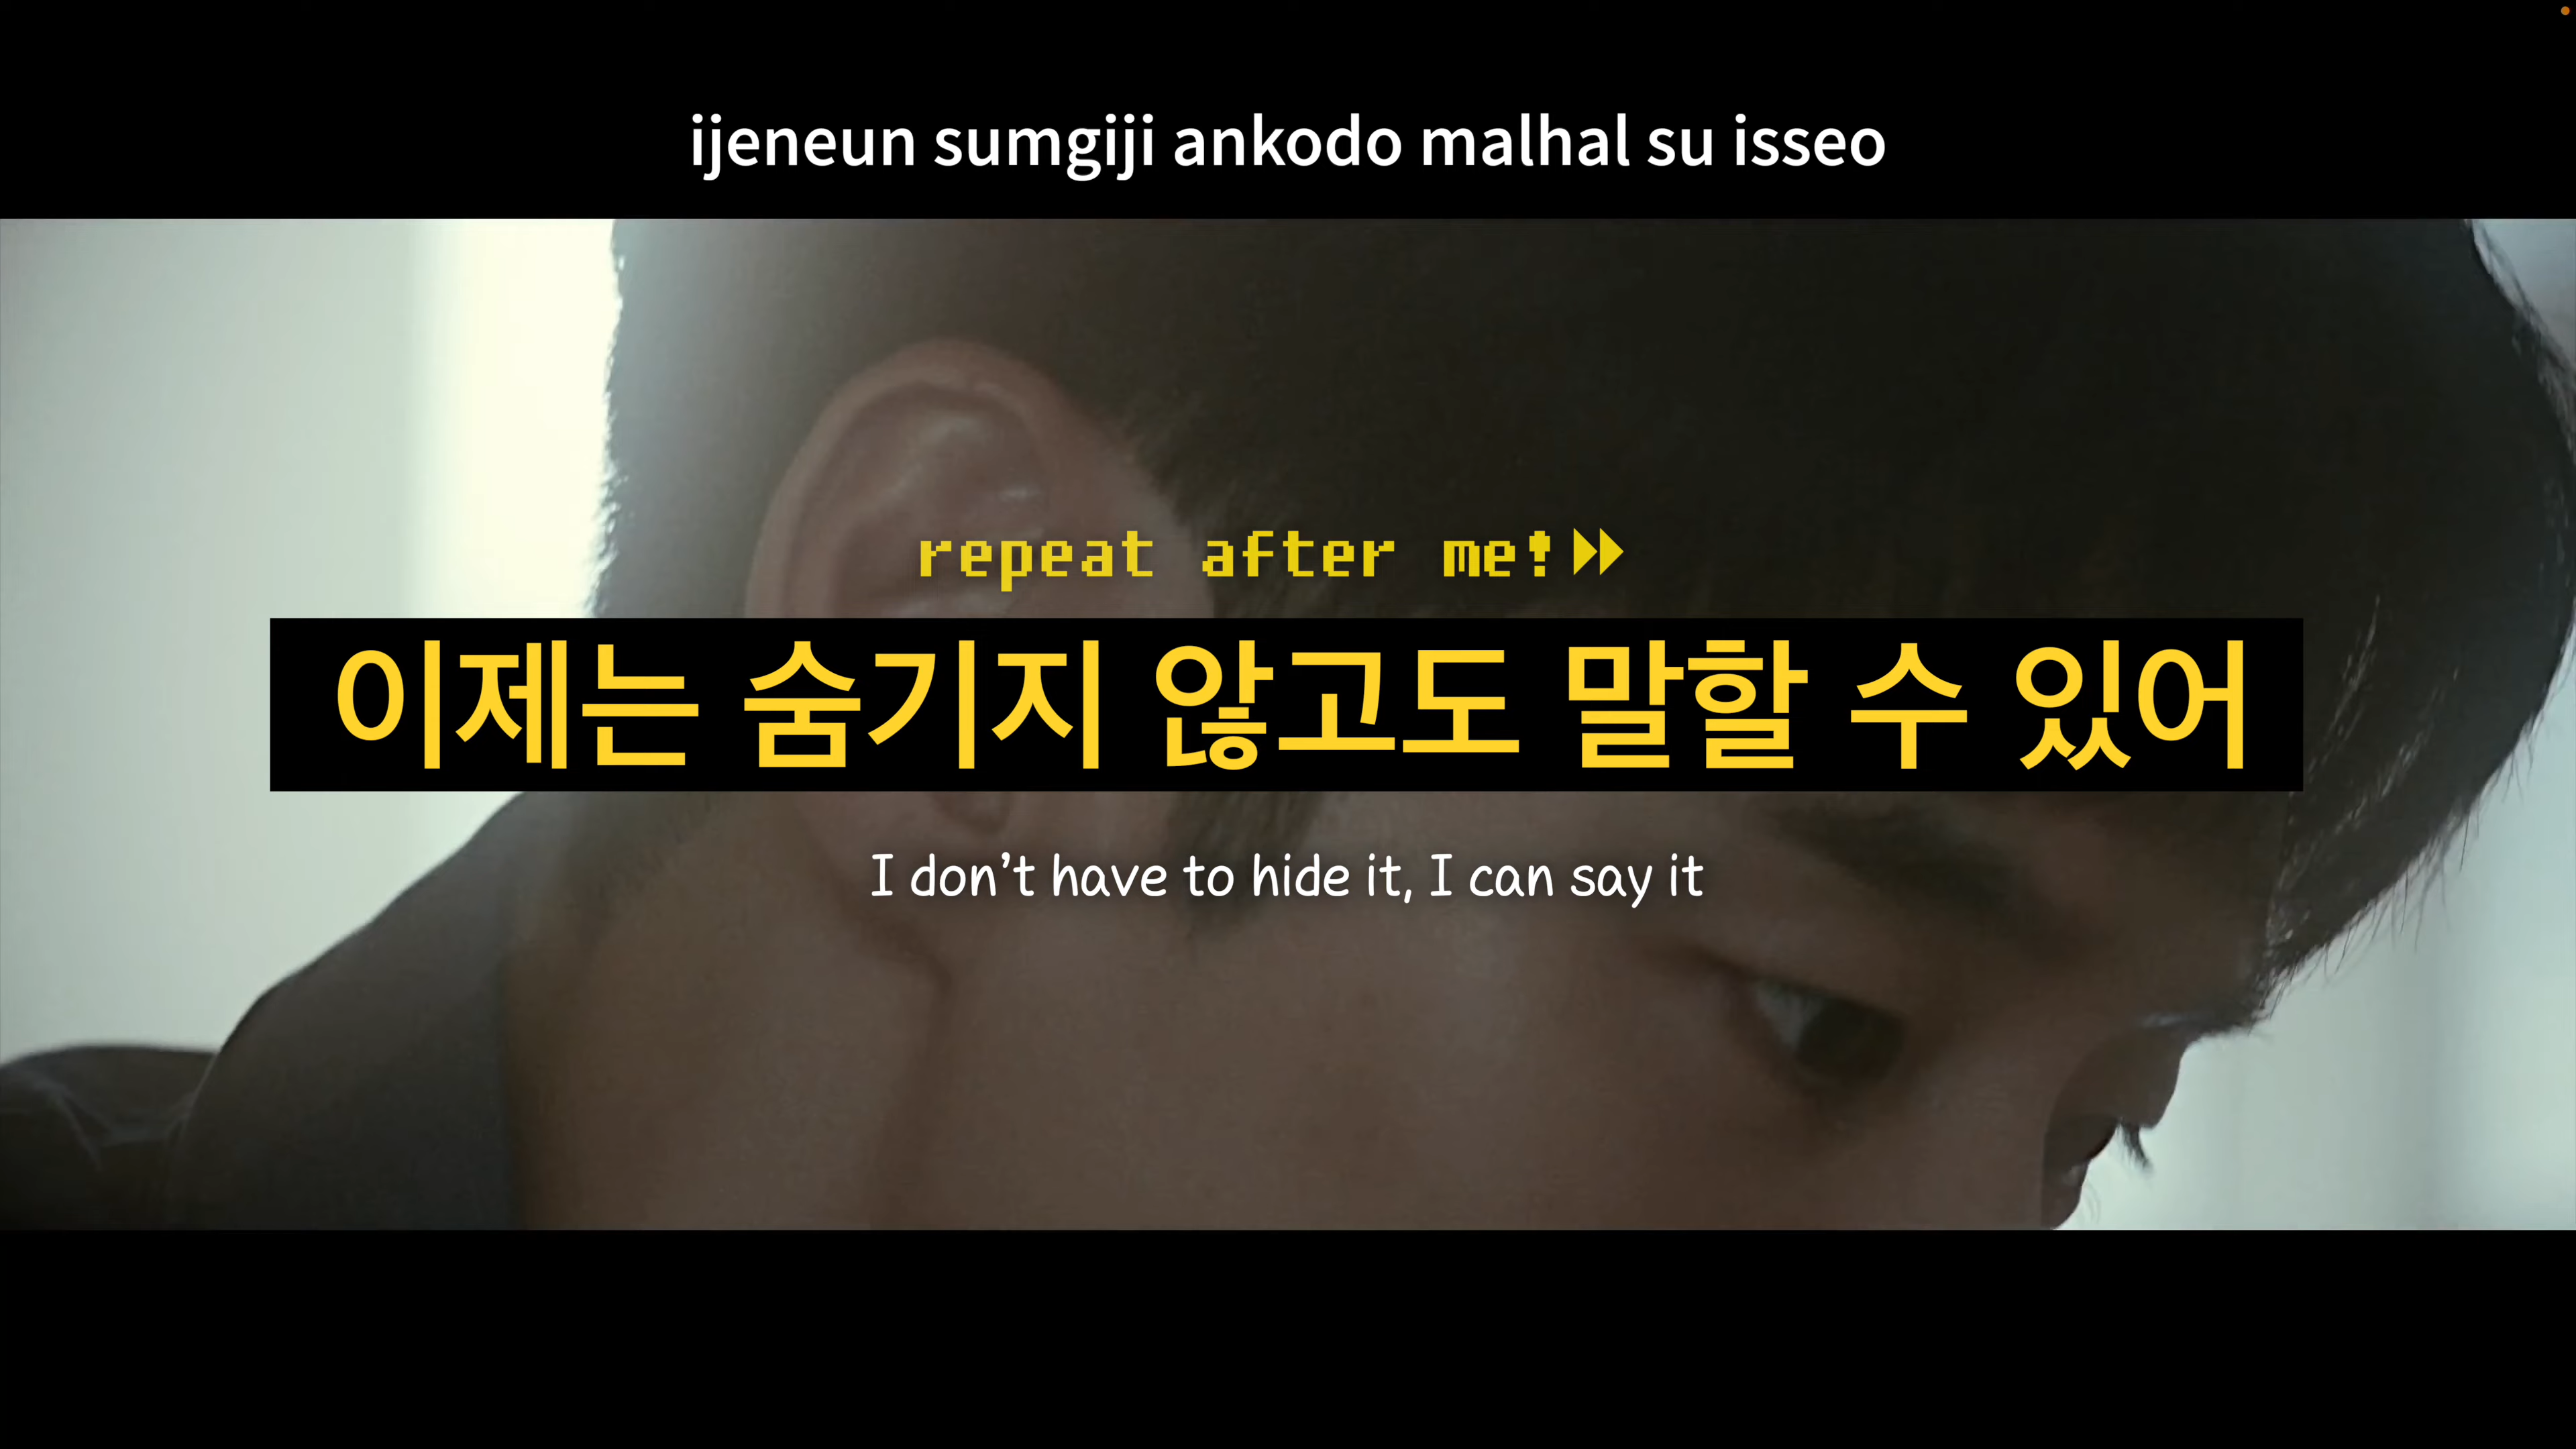 ijeneun sumgiji ankodo malhal su isseo
repeat after me!
이제는 숨기지 않고도 말할 수 있어
I don't have to hide it, I can say it